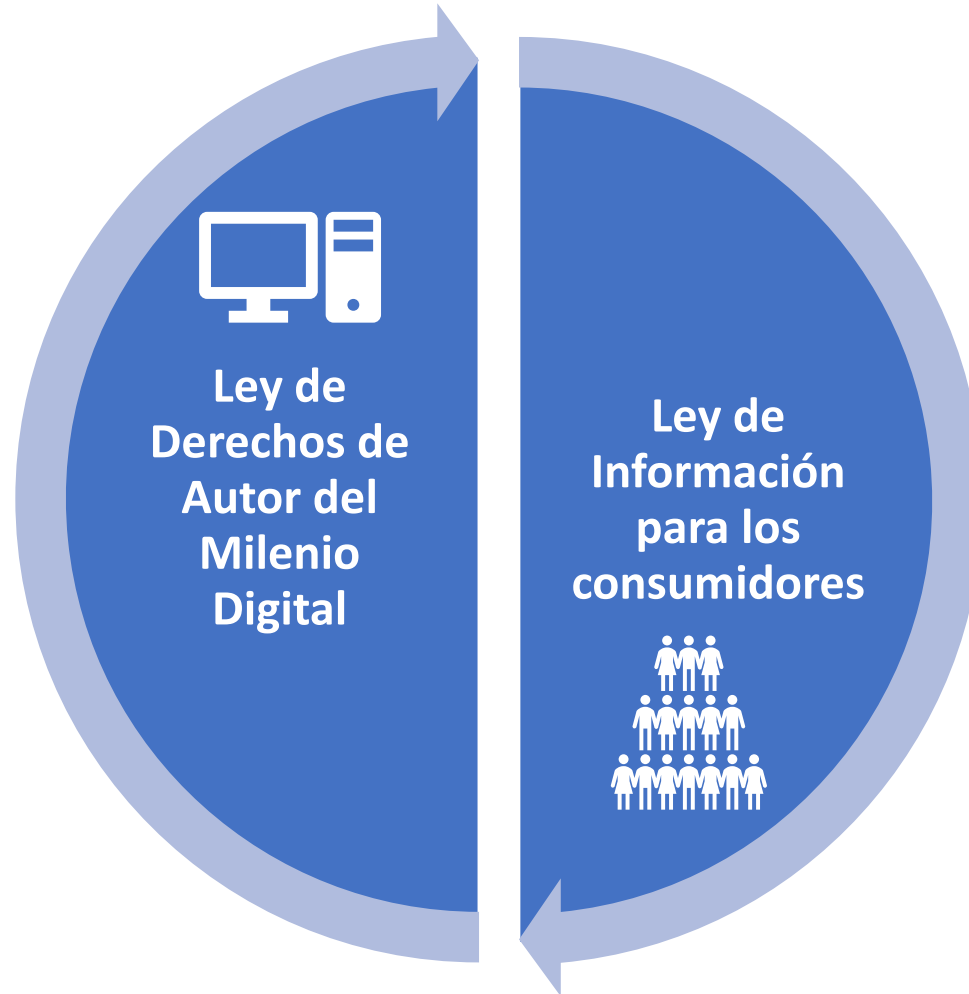 Ley de
Derechos de
Autor del
Milenio
Digital
Ley de
Información
para los
consumidores